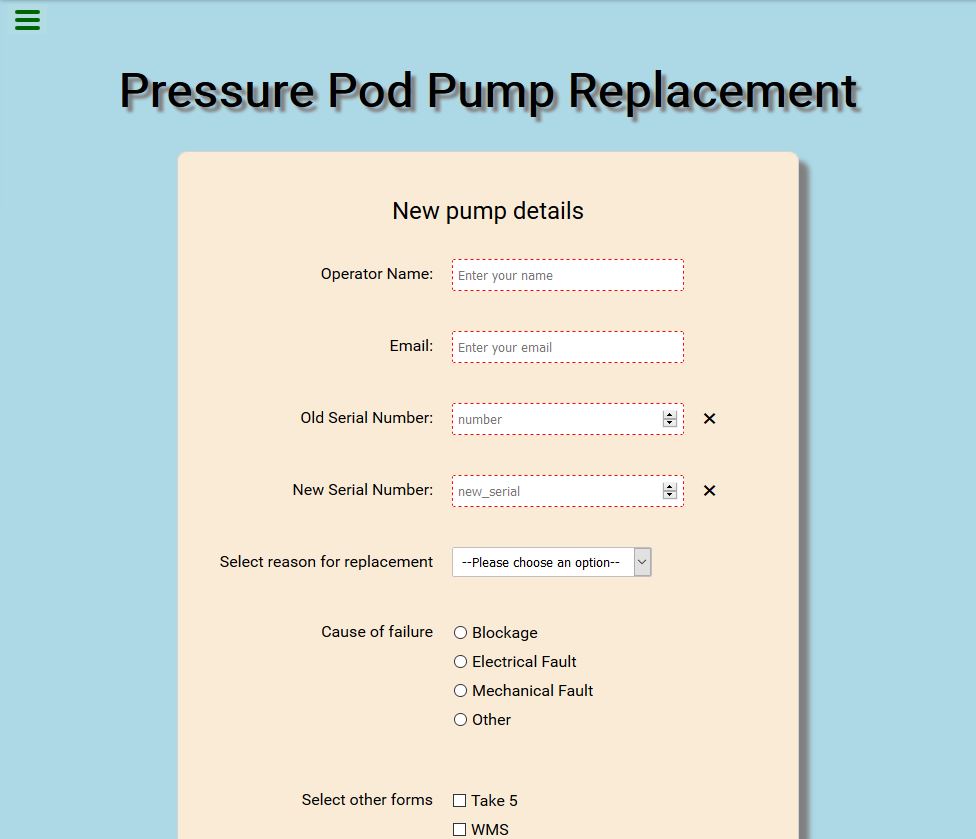 Pressure Pod Pump Replacement
New pump details
Operator Name: Enter your name
Email: Enter your email
Old Serial Number: number ✕
New Serial Number: new_serial ✕
Select reason for replacement --Please choose an option--
Cause of failure Blockage
Electrical Fault
Mechanical Fault
Other
Select other forms Take 5
WMS